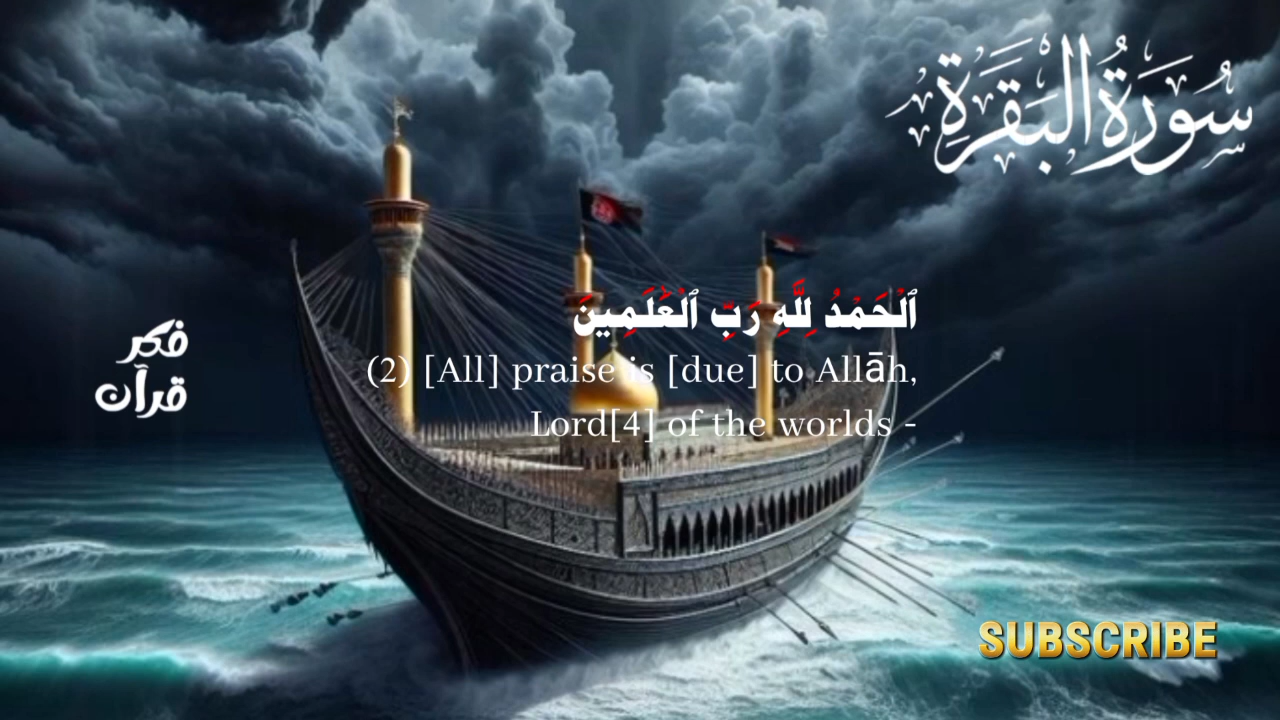 سُورَةُ البَقَرَةِ
ٱلْحَمْدُ لِلَّهِ رَبِّ ٱلْعَٰلَمِينَ
(2) [All] praise is [due] to Allāh,
Lord[4] of the worlds -
فکر
قرآن
SUBSCRIBE